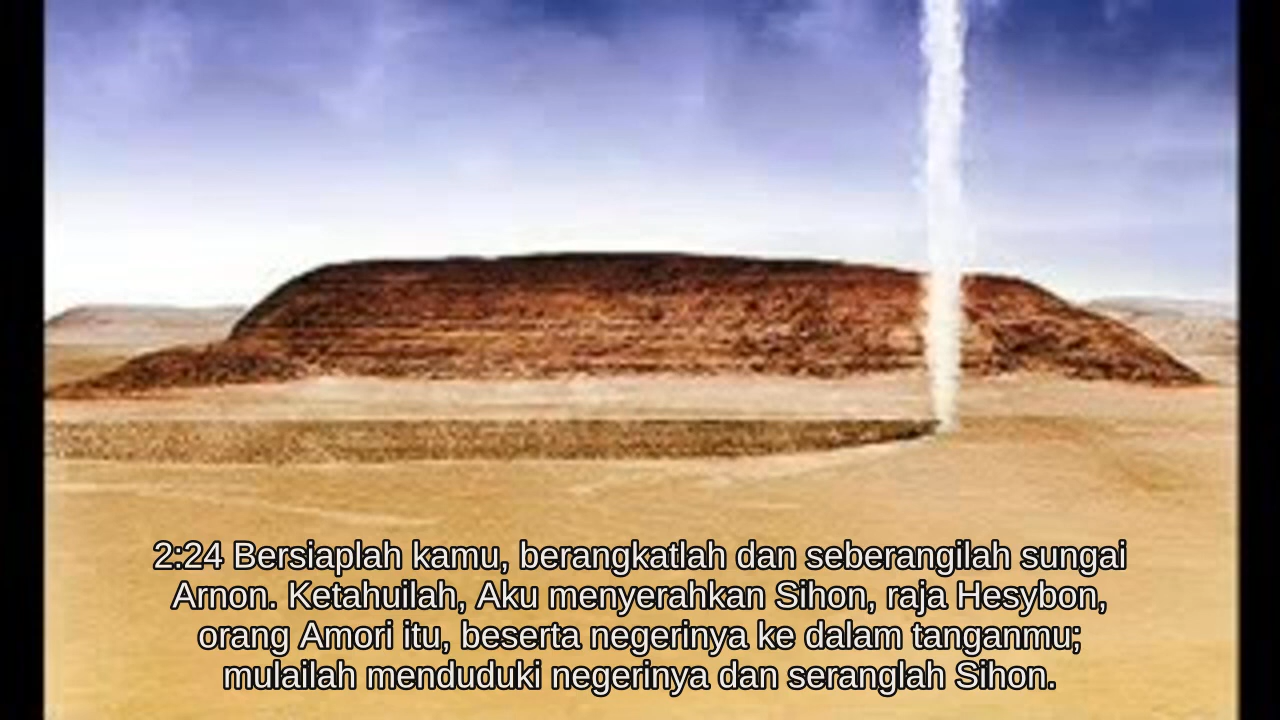 2:24 Bersiaplah kamu, berangkatlah dan seberangilah sungai
Arnon. Ketahuilah, Aku menyerahkan Sihon, raja Hesybon,
orang Amori itu, beserta negerinya ke dalam tanganmu;
mulailah menduduki negerinya dan seranglah Sihon.